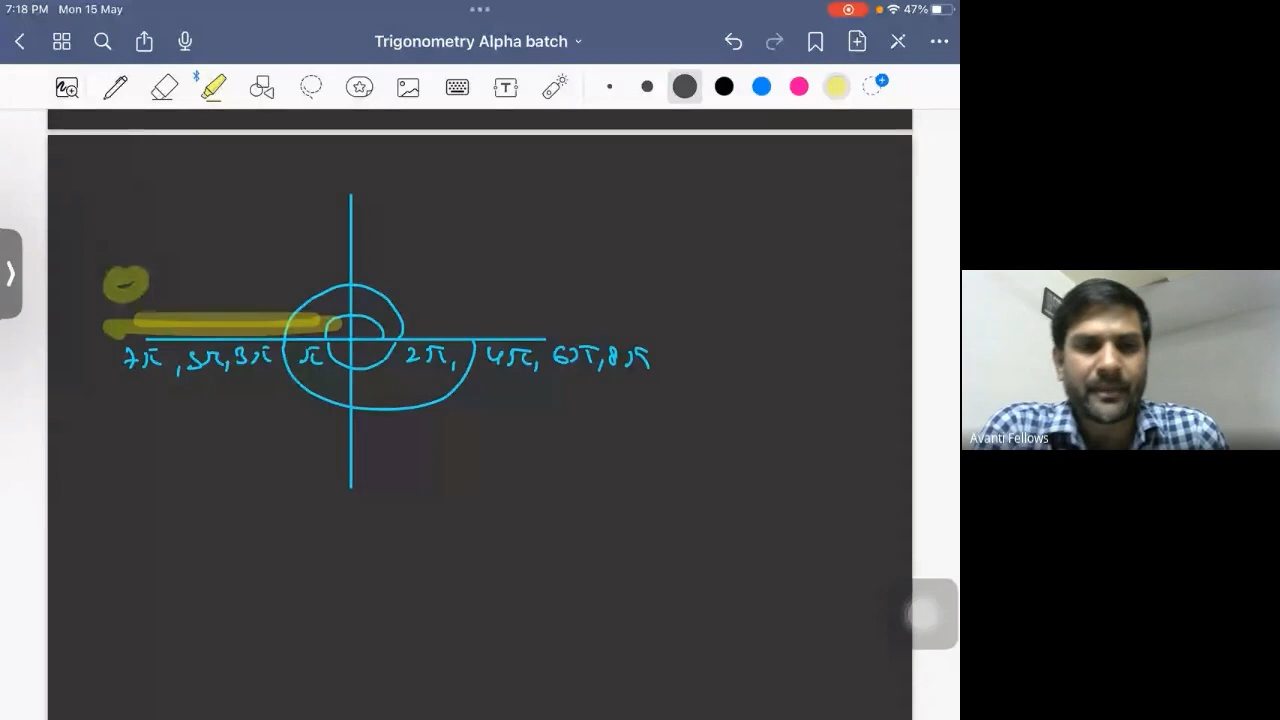 7:18 PM Mon 15 May
47%
Trigonometry Alpha batch
T
7π, 5π, 3π π 2π, 4π, 6π, 8π
Avanti Fellows